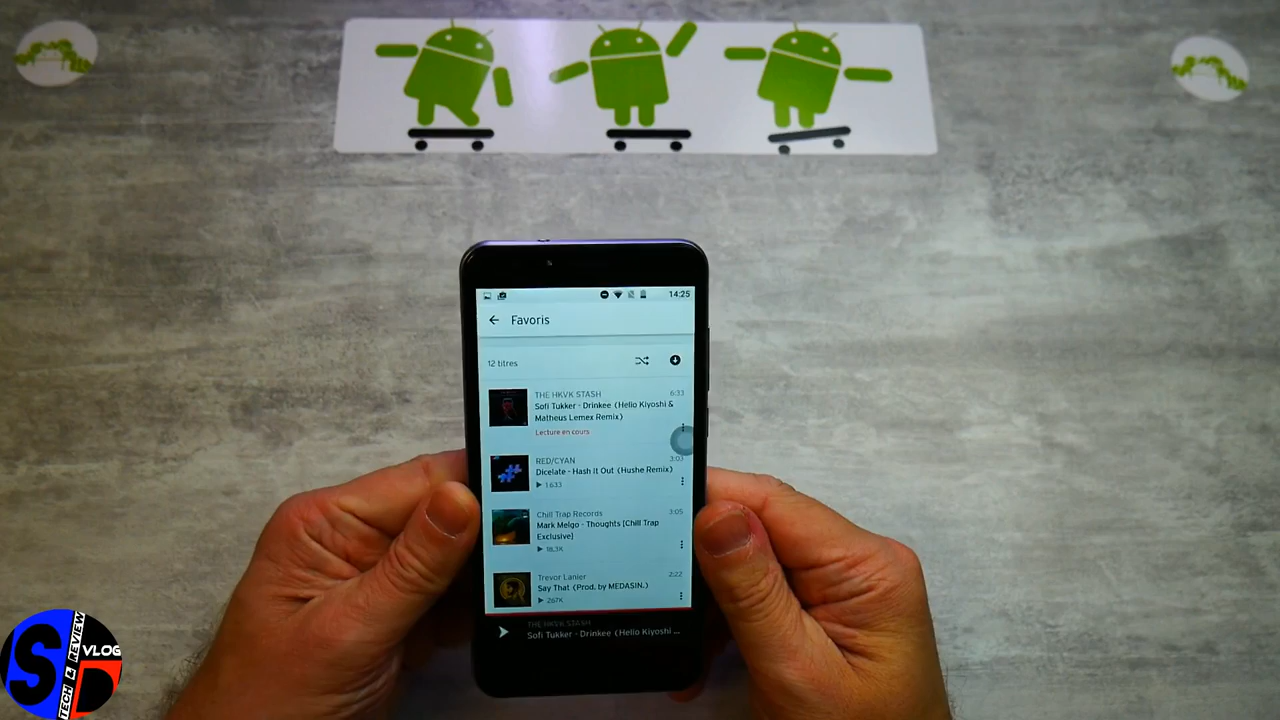 14:25
Favoris
12 titres
THE HKVK STASH
6:33
Sofi Tukker - Drinkee (Hello Kiyoshi &
Matheus Lemex Remix)
Lecture en cours
RED/CYAN
3:03
Dicelate - Hash It Out (Hushe Remix)
1,633
Chill Trap Records
3:05
Mark Melgo - Thoughts [Chill Trap
Exclusive]
18,3K
Trevor Lanier
2:22
Say That (Prod. by MEDASIN.)
267K
THE HKVK STASH
Sofi Tukker - Drinkee (Hello Kiyoshi ...
S
TECH & REVIEW
VLOG
D